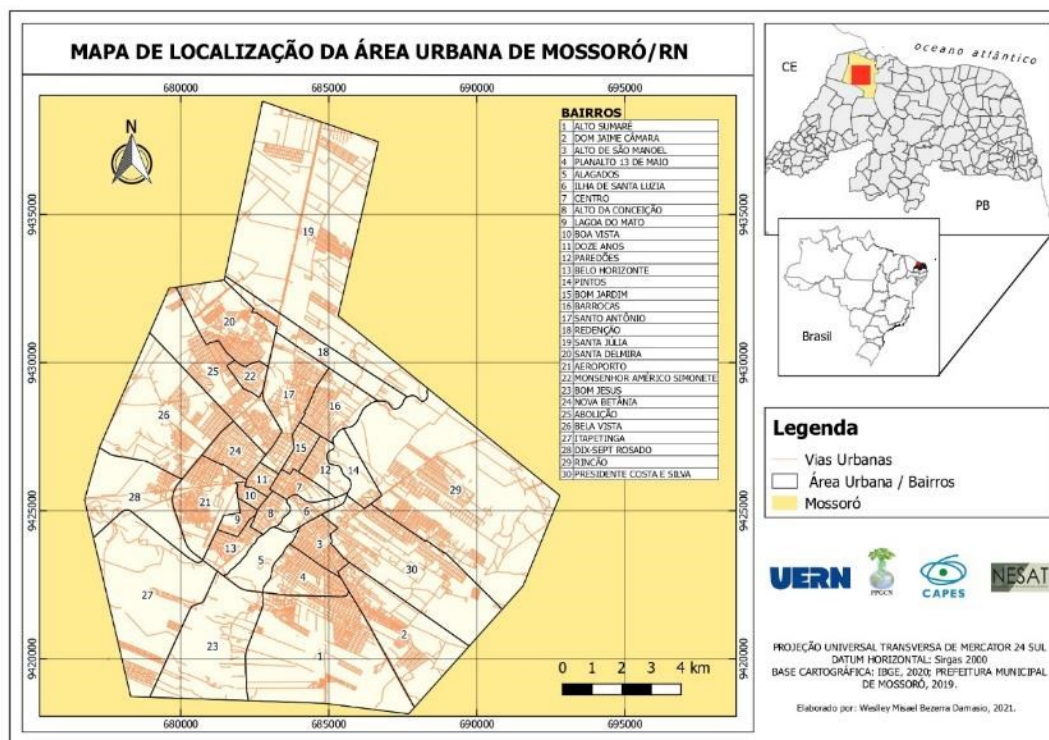 MAPA DE LOCALIZAÇÃO DA ÁREA URBANA DE MOSSORÓ/RN
680000 685000 690000 695000
N
BAIRROS
1 ALTO SUMARÉ
2 DOM JAIME CÂMARA
3 ALTO DE SÃO MANOEL
4 PLANALTO 13 DE MAIO
5 ALAGADOS
6 ILHA DE SANTA LUZIA
7 CENTRO
8 ALTO DA CONCEIÇÃO
9 LAGOA DO MATO
10 BOA VISTA
11 DOZE ANOS
12 PAREDÕES
13 BELO HORIZONTE
14 PINTOS
15 BOM JARDIM
16 BARROCAS
17 SANTO ANTÔNIO
18 REDENÇÃO
19 SANTA JÚLIA
20 SANTA DELMIRA
21 AEROPORTO
22 MONSENHOR AMÉRICO SIMONETE
23 BOM JESUS
24 NOVA BETÂNIA
25 ABOLIÇÃO
26 BELA VISTA
27 ITAPETINGA
28 DIX-SEPT ROSADO
29 RINCÃO
30 PRESIDENTE COSTA E SILVA
9435000
9435000
9430000
9430000
9425000
9425000
9420000
9420000
19
20
18
25
22
17
16
26
24
15
12
14
29
28
21
11
10
7
9
8
6
13
5
3
4
30
27
23
2
1
0 1 2 3 4 km
680000 685000 690000 695000
CE
oceano atlântico
PB
Brasil
Legenda
Vias Urbanas
Área Urbana / Bairros
Mossoró
UERN
PPGCN
CAPES
NESAT
PROJEÇÃO UNIVERSAL TRANSVERSA DE MERCATOR 24 SUL
DATUM HORIZONTAL: Sirgas 2000
BASE CARTOGRÁFICA: IBGE, 2020; PREFEITURA MUNICIPAL
DE MOSSORÓ, 2019.
Elaborado por: Weslley Misael Bezerra Damasio, 2021.